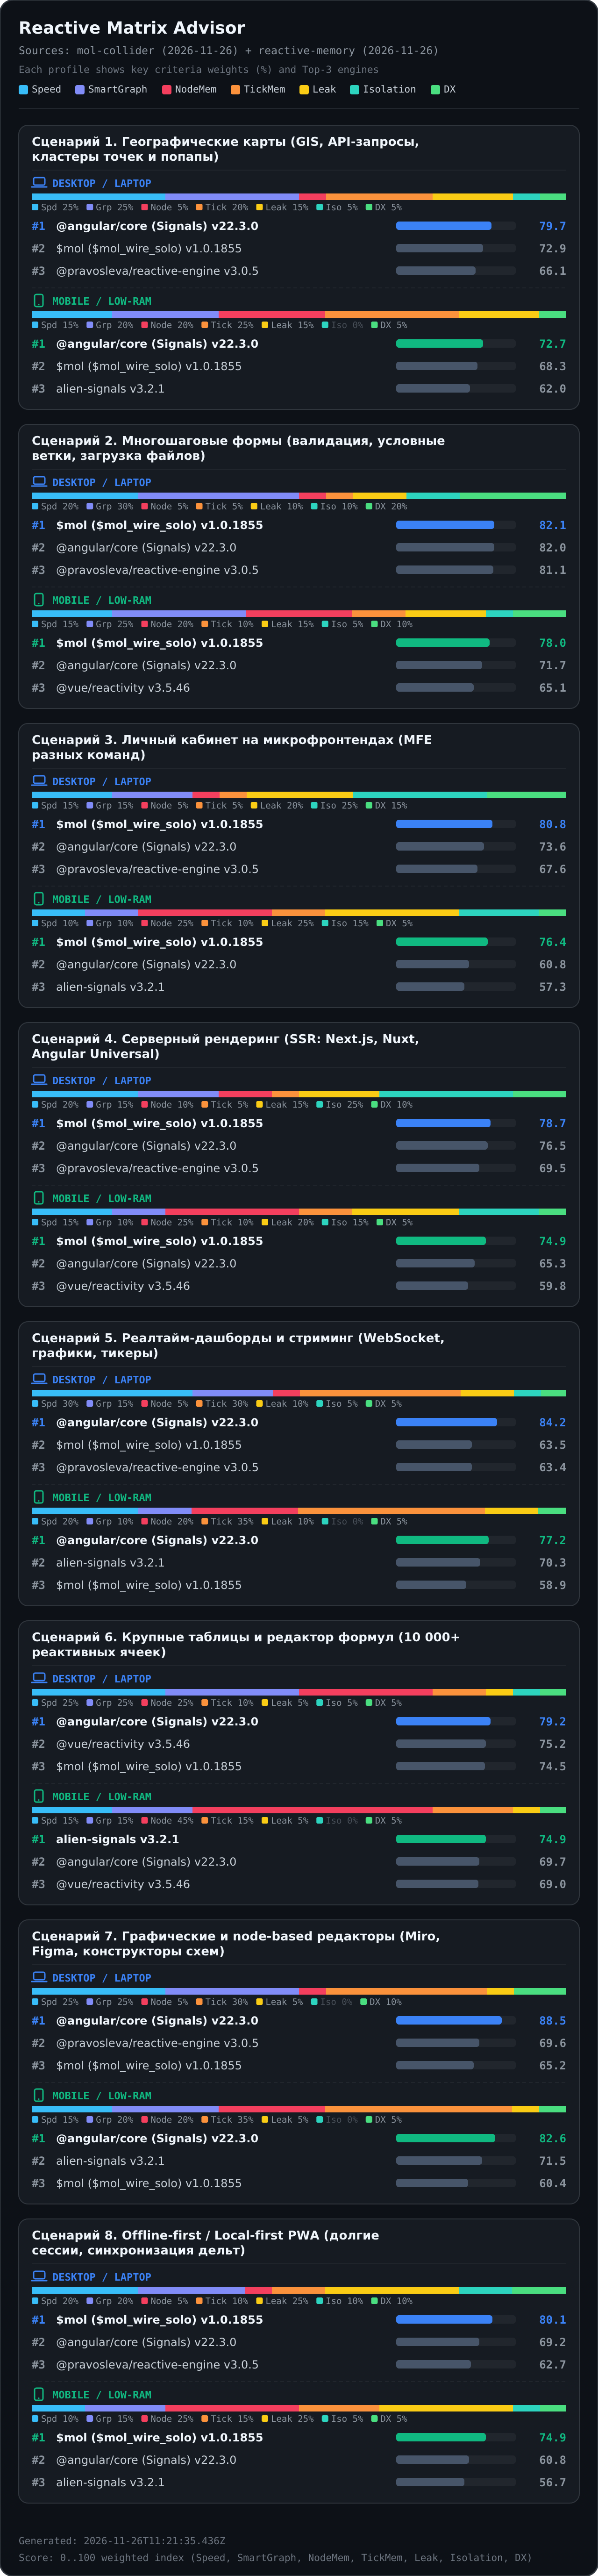 Reactive Matrix Advisor
Sources: mol-collider (2026-11-26) + reactive-memory (2026-11-26)
Each profile shows key criteria weights (%) and Top-3 engines
Speed SmartGraph NodeMem TickMem Leak Isolation DX
Сценарий 1. Географические карты (GIS, API-запросы,
кластеры точек и попапы)
DESKTOP / LAPTOP
Spd 25% Grp 25% Node 5% Tick 20% Leak 15% Iso 5% DX 5%
#1 @angular/core (Signals) v22.3.0 79.7
#2 $mol ($mol_wire_solo) v1.0.1855 72.9
#3 @pravosleva/reactive-engine v3.0.5 66.1
MOBILE / LOW-RAM
Spd 15% Grp 20% Node 20% Tick 25% Leak 15% Iso 0% DX 5%
#1 @angular/core (Signals) v22.3.0 72.7
#2 $mol ($mol_wire_solo) v1.0.1855 68.3
#3 alien-signals v3.2.1 62.0
Сценарий 2. Многошаговые формы (валидация, условные
ветки, загрузка файлов)
DESKTOP / LAPTOP
Spd 20% Grp 30% Node 5% Tick 5% Leak 10% Iso 10% DX 20%
#1 $mol ($mol_wire_solo) v1.0.1855 82.1
#2 @angular/core (Signals) v22.3.0 82.0
#3 @pravosleva/reactive-engine v3.0.5 81.1
MOBILE / LOW-RAM
Spd 15% Grp 25% Node 20% Tick 10% Leak 15% Iso 5% DX 10%
#1 $mol ($mol_wire_solo) v1.0.1855 78.0
#2 @angular/core (Signals) v22.3.0 71.7
#3 @vue/reactivity v3.5.46 65.1
Сценарий 3. Личный кабинет на микрофронтендах (MFE
разных команд)
DESKTOP / LAPTOP
Spd 15% Grp 15% Node 5% Tick 5% Leak 20% Iso 25% DX 15%
#1 $mol ($mol_wire_solo) v1.0.1855 80.8
#2 @angular/core (Signals) v22.3.0 73.6
#3 @pravosleva/reactive-engine v3.0.5 67.6
MOBILE / LOW-RAM
Spd 10% Grp 10% Node 25% Tick 10% Leak 25% Iso 15% DX 5%
#1 $mol ($mol_wire_solo) v1.0.1855 76.4
#2 @angular/core (Signals) v22.3.0 60.8
#3 alien-signals v3.2.1 57.3
Сценарий 4. Серверный рендеринг (SSR: Next.js, Nuxt,
Angular Universal)
DESKTOP / LAPTOP
Spd 20% Grp 15% Node 10% Tick 5% Leak 15% Iso 25% DX 10%
#1 $mol ($mol_wire_solo) v1.0.1855 78.7
#2 @angular/core (Signals) v22.3.0 76.5
#3 @pravosleva/reactive-engine v3.0.5 69.5
MOBILE / LOW-RAM
Spd 15% Grp 10% Node 25% Tick 10% Leak 20% Iso 15% DX 5%
#1 $mol ($mol_wire_solo) v1.0.1855 74.9
#2 @angular/core (Signals) v22.3.0 65.3
#3 @vue/reactivity v3.5.46 59.8
Сценарий 5. Реалтайм-дашборды и стриминг (WebSocket,
графики, тикеры)
DESKTOP / LAPTOP
Spd 30% Grp 15% Node 5% Tick 30% Leak 10% Iso 5% DX 5%
#1 @angular/core (Signals) v22.3.0 84.2
#2 $mol ($mol_wire_solo) v1.0.1855 63.5
#3 @pravosleva/reactive-engine v3.0.5 63.4
MOBILE / LOW-RAM
Spd 20% Grp 10% Node 20% Tick 35% Leak 10% Iso 0% DX 5%
#1 @angular/core (Signals) v22.3.0 77.2
#2 alien-signals v3.2.1 70.3
#3 $mol ($mol_wire_solo) v1.0.1855 58.9
Сценарий 6. Крупные таблицы и редактор формул (10 000+
реактивных ячеек)
DESKTOP / LAPTOP
Spd 25% Grp 25% Node 25% Tick 10% Leak 5% Iso 5% DX 5%
#1 @angular/core (Signals) v22.3.0 79.2
#2 @vue/reactivity v3.5.46 75.2
#3 $mol ($mol_wire_solo) v1.0.1855 74.5
MOBILE / LOW-RAM
Spd 15% Grp 15% Node 45% Tick 15% Leak 5% Iso 0% DX 5%
#1 alien-signals v3.2.1 74.9
#2 @angular/core (Signals) v22.3.0 69.7
#3 @vue/reactivity v3.5.46 69.0
Сценарий 7. Графические и node-based редакторы (Miro,
Figma, конструкторы схем)
DESKTOP / LAPTOP
Spd 25% Grp 25% Node 5% Tick 30% Leak 5% Iso 0% DX 10%
#1 @angular/core (Signals) v22.3.0 88.5
#2 @pravosleva/reactive-engine v3.0.5 69.6
#3 $mol ($mol_wire_solo) v1.0.1855 65.2
MOBILE / LOW-RAM
Spd 15% Grp 20% Node 20% Tick 35% Leak 5% Iso 0% DX 5%
#1 @angular/core (Signals) v22.3.0 82.6
#2 alien-signals v3.2.1 71.5
#3 $mol ($mol_wire_solo) v1.0.1855 60.4
Сценарий 8. Offline-first / Local-first PWA (долгие
сессии, синхронизация дельт)
DESKTOP / LAPTOP
Spd 20% Grp 20% Node 5% Tick 10% Leak 25% Iso 10% DX 10%
#1 $mol ($mol_wire_solo) v1.0.1855 80.1
#2 @angular/core (Signals) v22.3.0 69.2
#3 @pravosleva/reactive-engine v3.0.5 62.7
MOBILE / LOW-RAM
Spd 10% Grp 15% Node 25% Tick 15% Leak 25% Iso 5% DX 5%
#1 $mol ($mol_wire_solo) v1.0.1855 74.9
#2 @angular/core (Signals) v22.3.0 60.8
#3 alien-signals v3.2.1 56.7
Generated: 2026-11-26T11:21:35.436Z
Score: 0..100 weighted index (Speed, SmartGraph, NodeMem, TickMem, Leak, Isolation, DX)